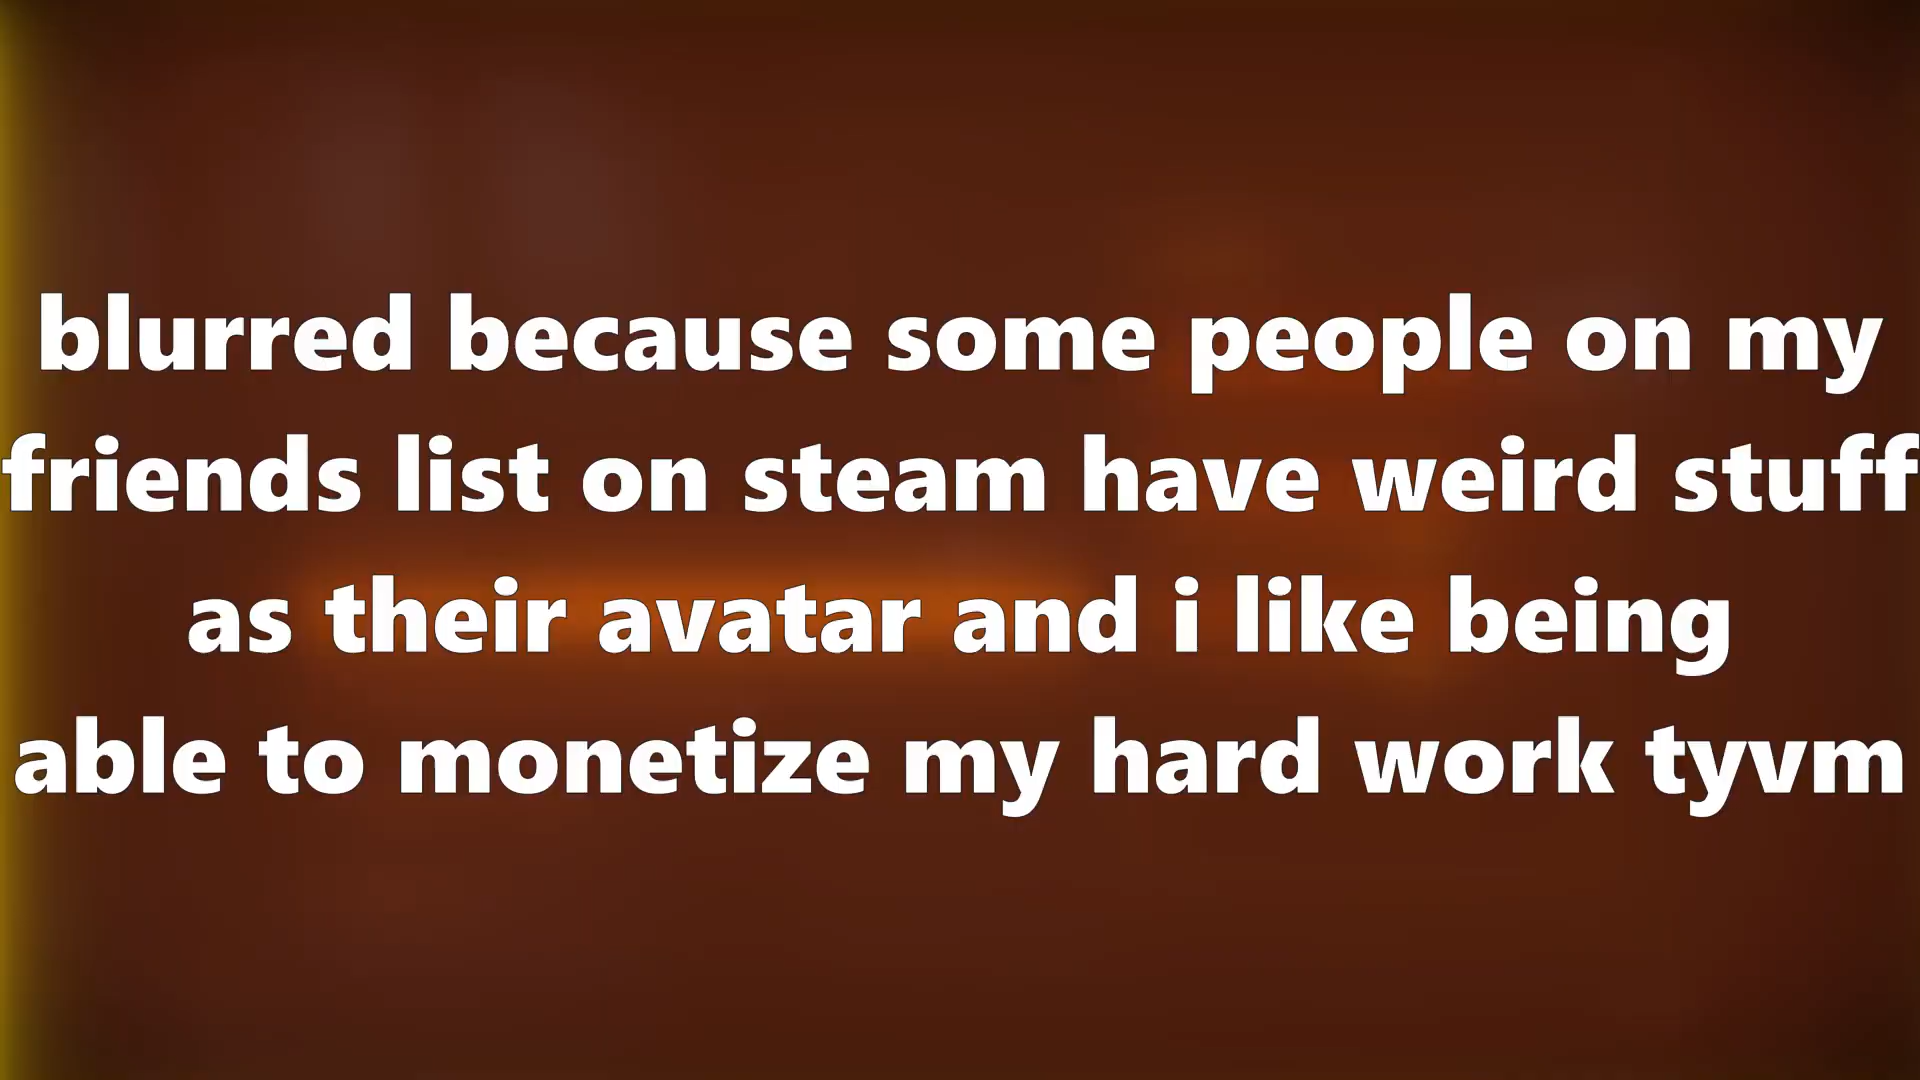 blurred because some people on my
friends list on steam have weird stuff
as their avatar and i like being
able to monetize my hard work tyvm